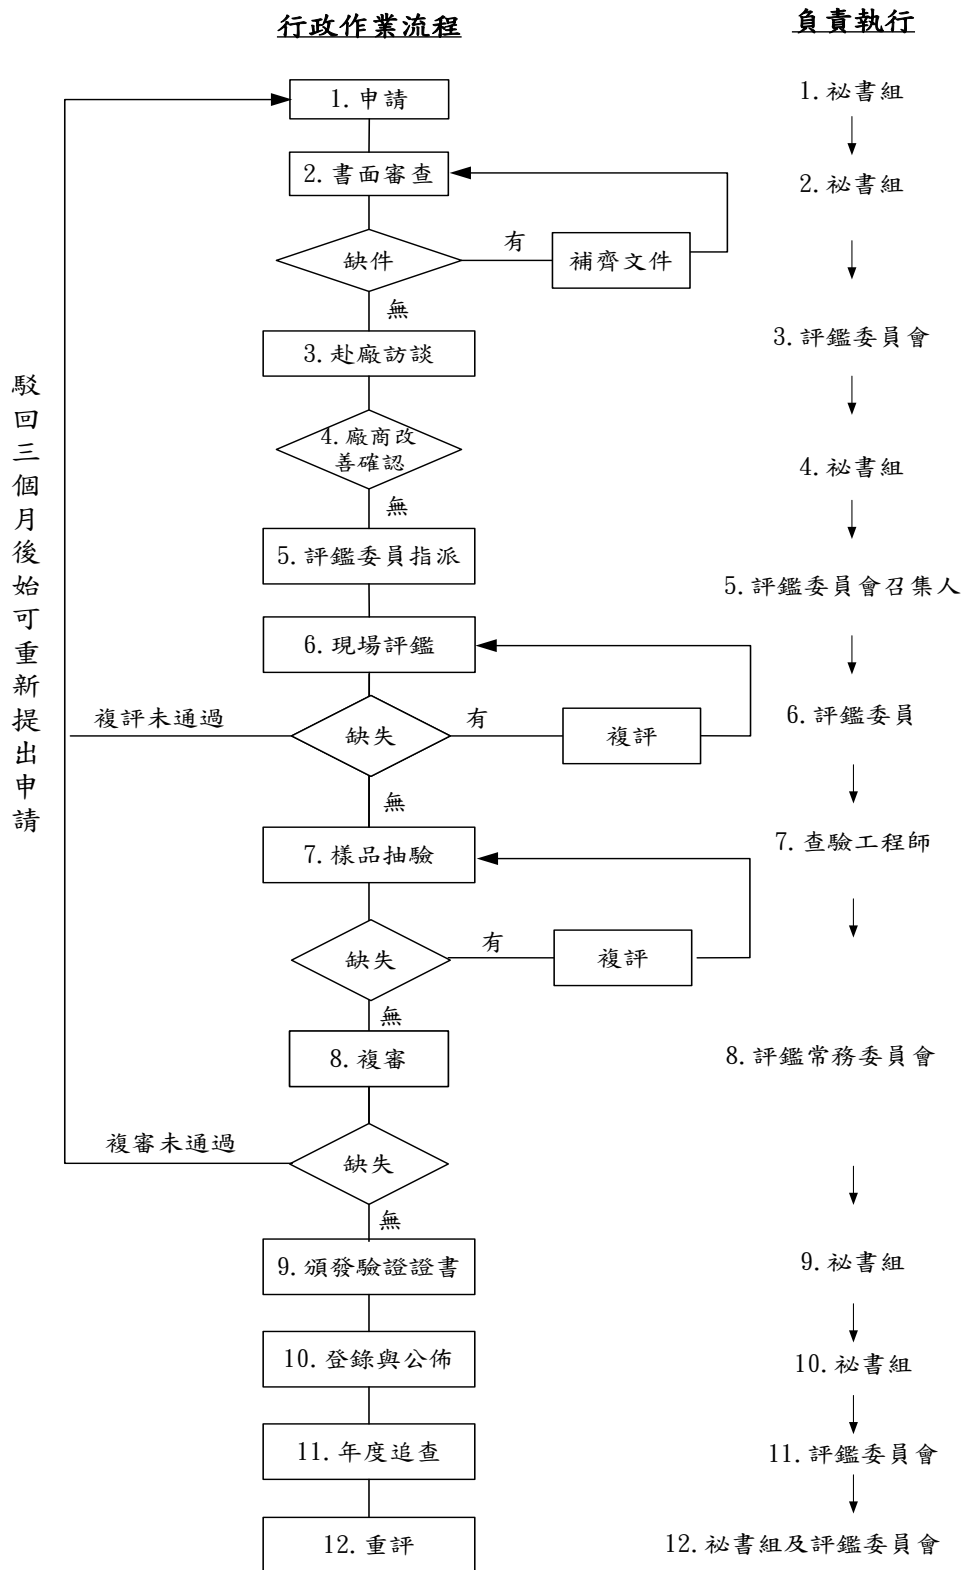 行政作業流程
負責執行
1.申請
1.祕書組
2.書面審查
2.祕書組
缺件
有
補齊文件
無
3.赴廠訪談
3.評鑑委員會
4.廠商改
善確認
4.祕書組
無
5.評鑑委員指派
5.評鑑委員會召集人
6.現場評鑑
6.評鑑委員
複評未通過
缺失
有
複評
無
7.樣品抽驗
7.查驗工程師
缺失
有
複評
無
8.複審
8.評鑑常務委員會
複審未通過
缺失
無
9.頒發驗證證書
9.祕書組
10.登錄與公佈
10.祕書組
11.年度追查
11.評鑑委員會
12.重評
12.祕書組及評鑑委員會
駁回三個月後始可重新提出申請